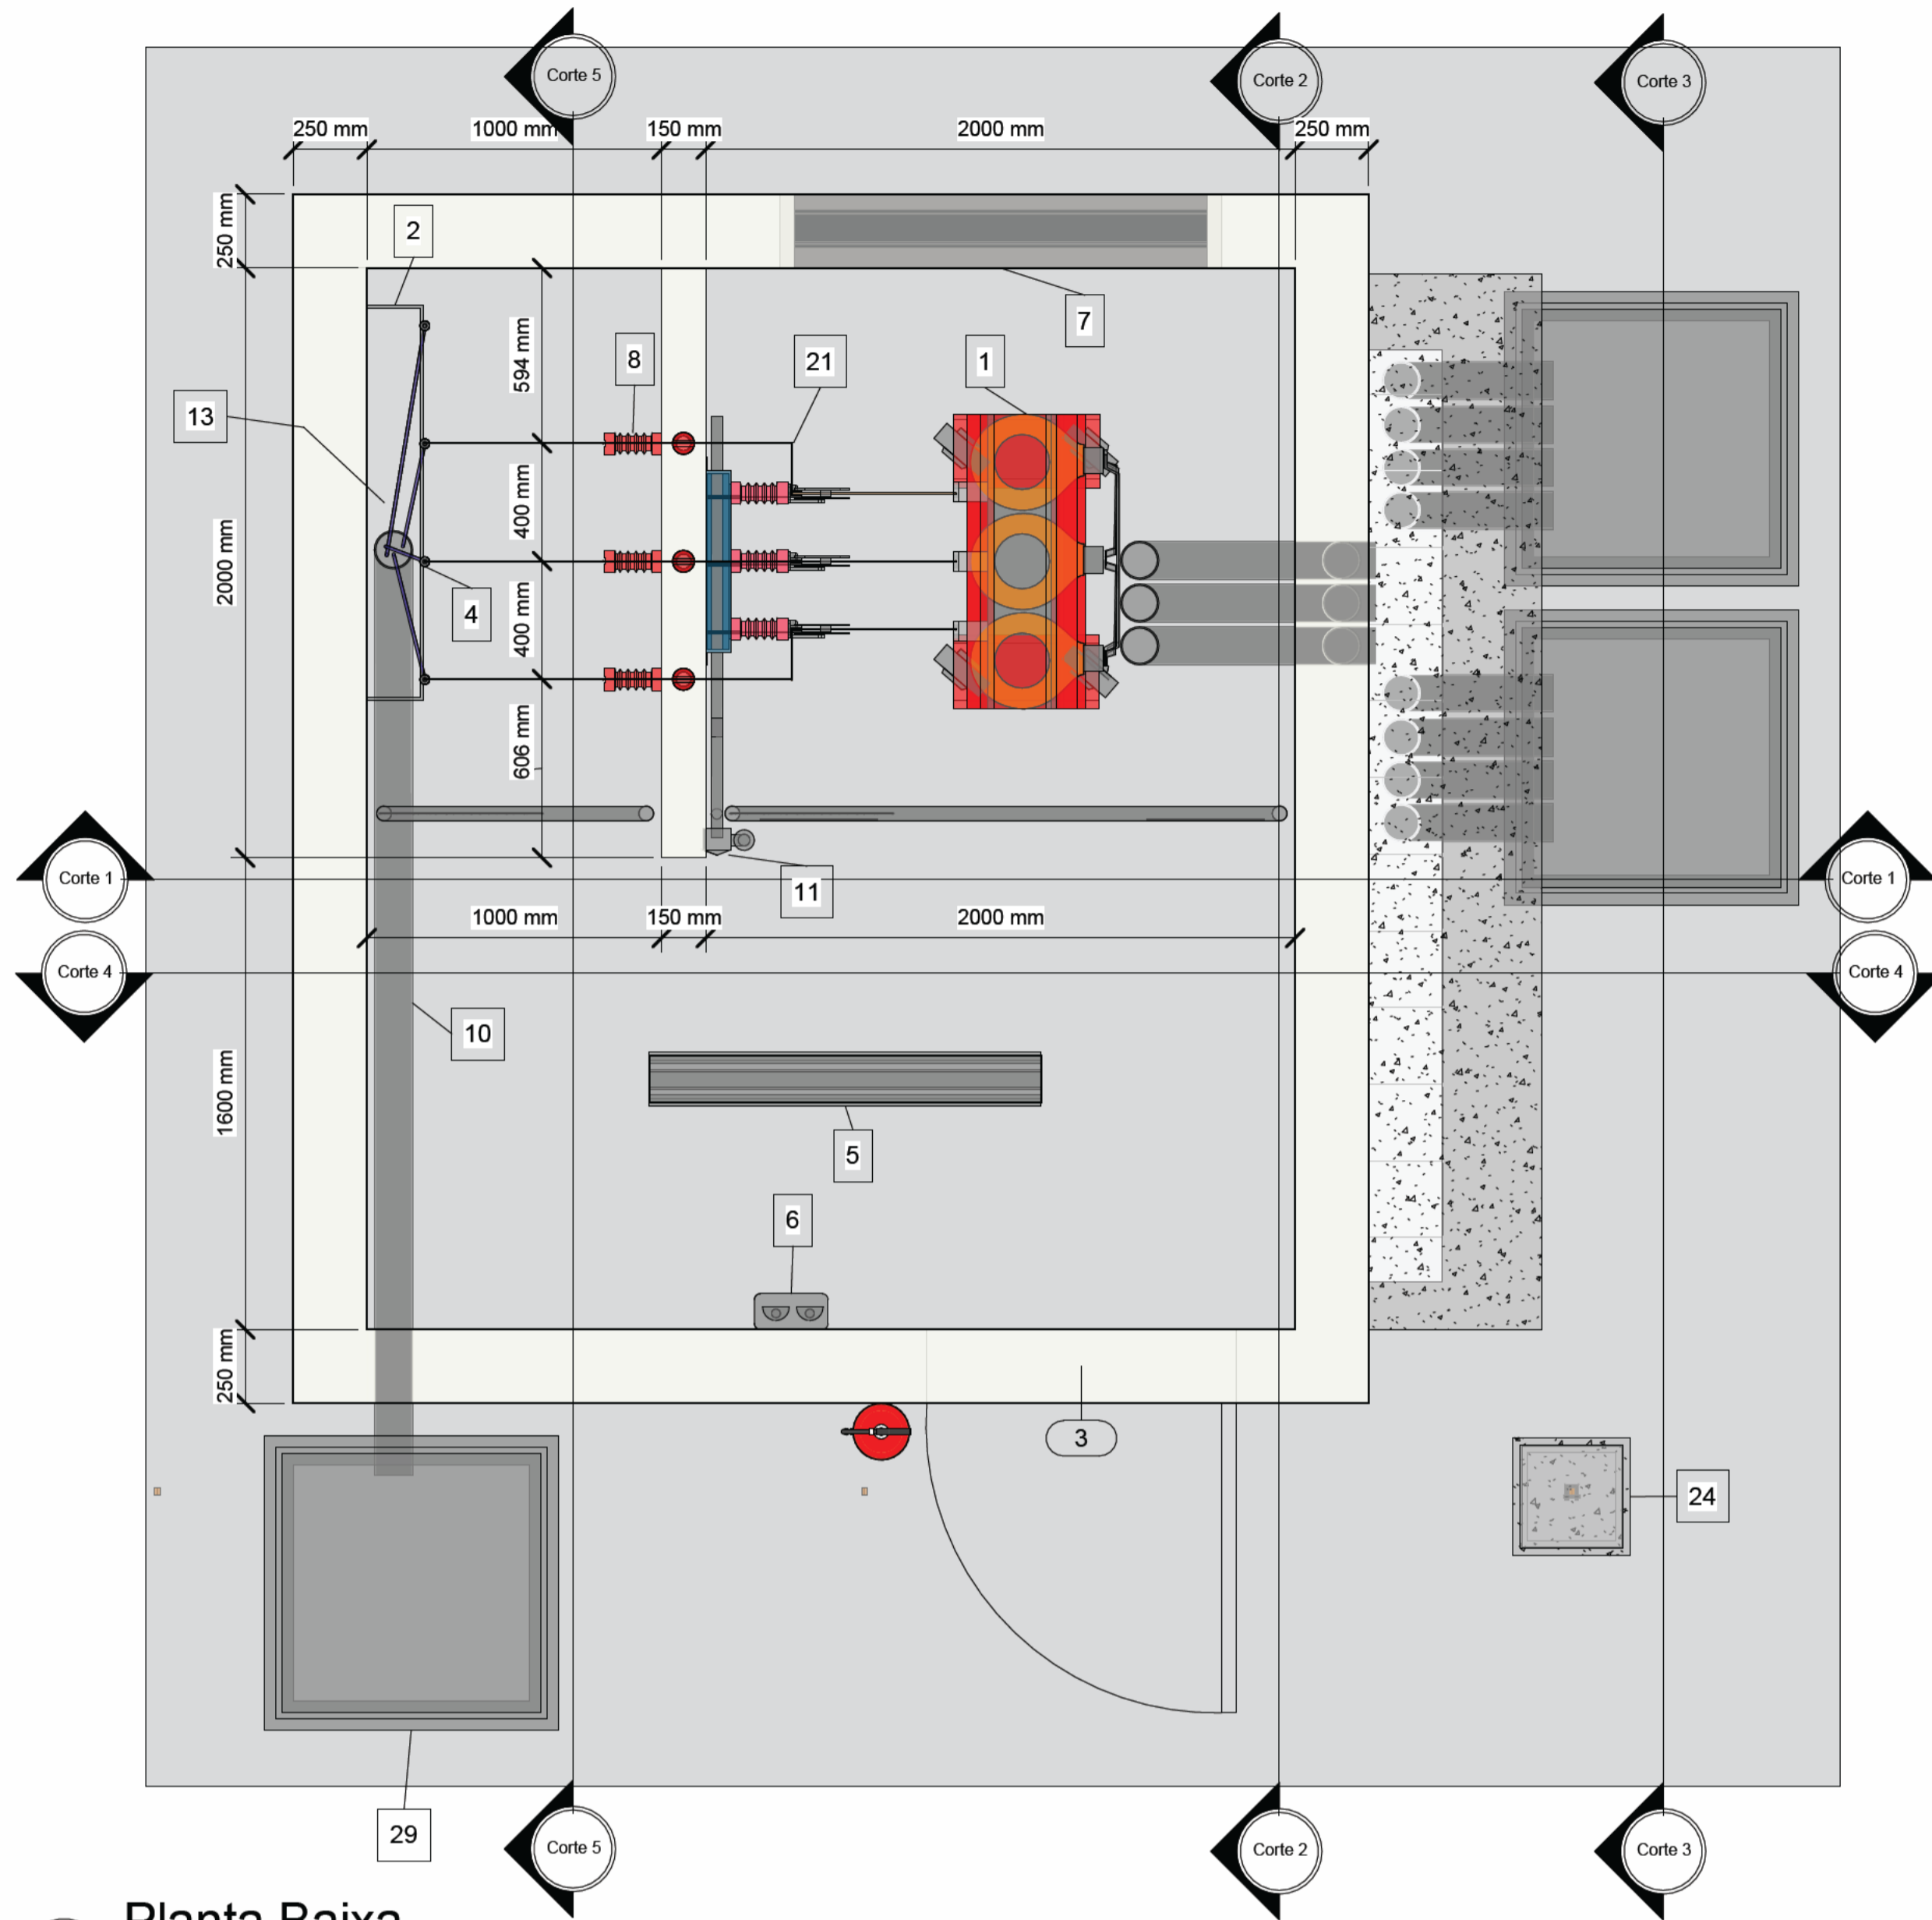 Corte 5
Corte 2
Corte 3
250 mm
1000 mm
150 mm
2000 mm
250 mm
250 mm
2
7
594 mm
8
21
1
13
2000 mm
400 mm
4
400 mm
606 mm
Corte 1
Corte 1
11
1000 mm
150 mm
2000 mm
Corte 4
Corte 4
10
1600 mm
5
6
250 mm
3
24
29
Corte 5
Corte 2
Corte 3
Planta Baixa